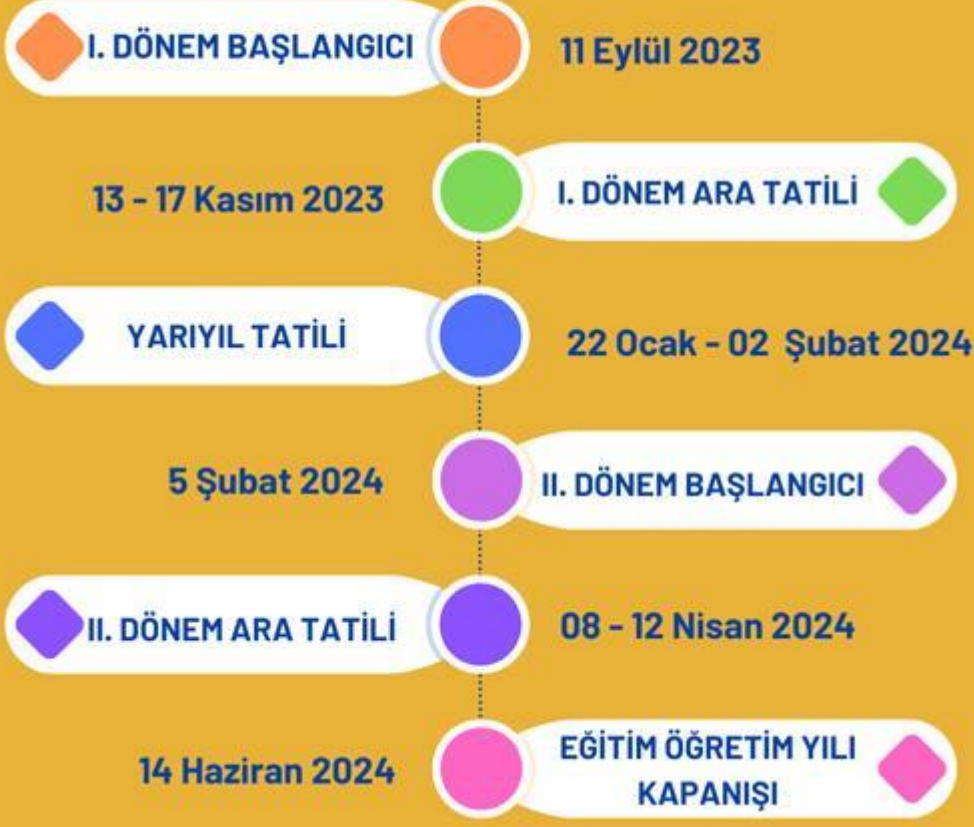 I. DÖNEM BAŞLANGICI
11 Eylül 2023
13 - 17 Kasım 2023
I. DÖNEM ARA TATİLİ
YARIYIL TATİLİ
22 Ocak - 02 Şubat 2024
5 Şubat 2024
II. DÖNEM BAŞLANGICI
II. DÖNEM ARA TATİLİ
08 - 12 Nisan 2024
14 Haziran 2024
EĞİTİM ÖĞRETİM YILI
KAPANIŞI